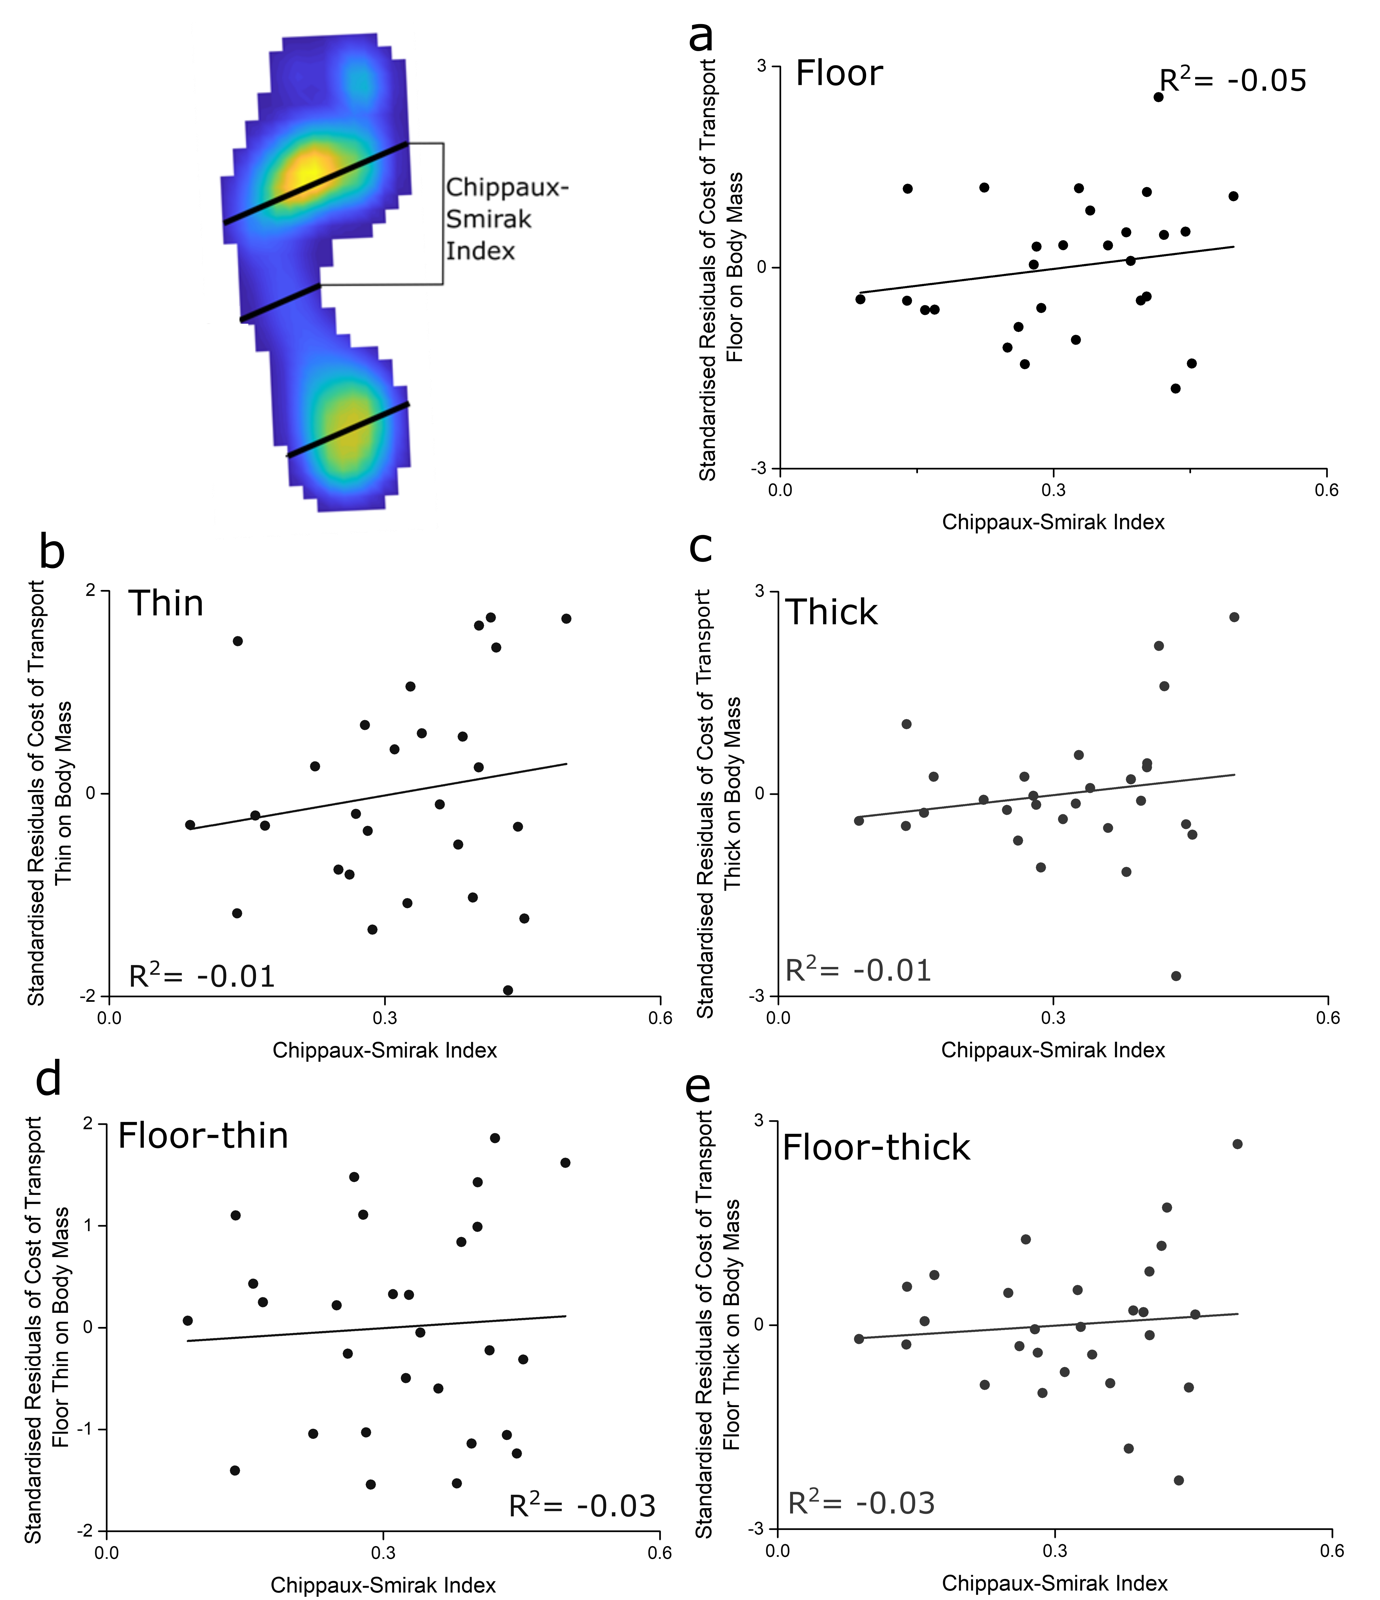 Chippaux-
Smirak
Index
a
Floor
R²= -0.05
Standardised Residuals of Cost of Transport
Floor on Body Mass
3
0
-3
0.0
0.3
0.6
Chippaux-Smirak Index
b
Thin
R²= -0.01
Standardised Residuals of Cost of Transport
Thin on Body Mass
2
0
-2
0.0
0.3
0.6
Chippaux-Smirak Index
c
Thick
R²= -0.01
Standardised Residuals of Cost of Transport
Thick on Body Mass
3
0
-3
0.0
0.3
0.6
Chippaux-Smirak Index
d
Floor-thin
R²= -0.03
Standardised Residuals of Cost of Transport
Floor Thin on Body Mass
2
1
0
-1
-2
0.0
0.3
0.6
Chippaux-Smirak Index
e
Floor-thick
R²= -0.03
Standardised Residuals of Cost of Transport
Floor Thick on Body Mass
3
0
-3
0.0
0.3
0.6
Chippaux-Smirak Index